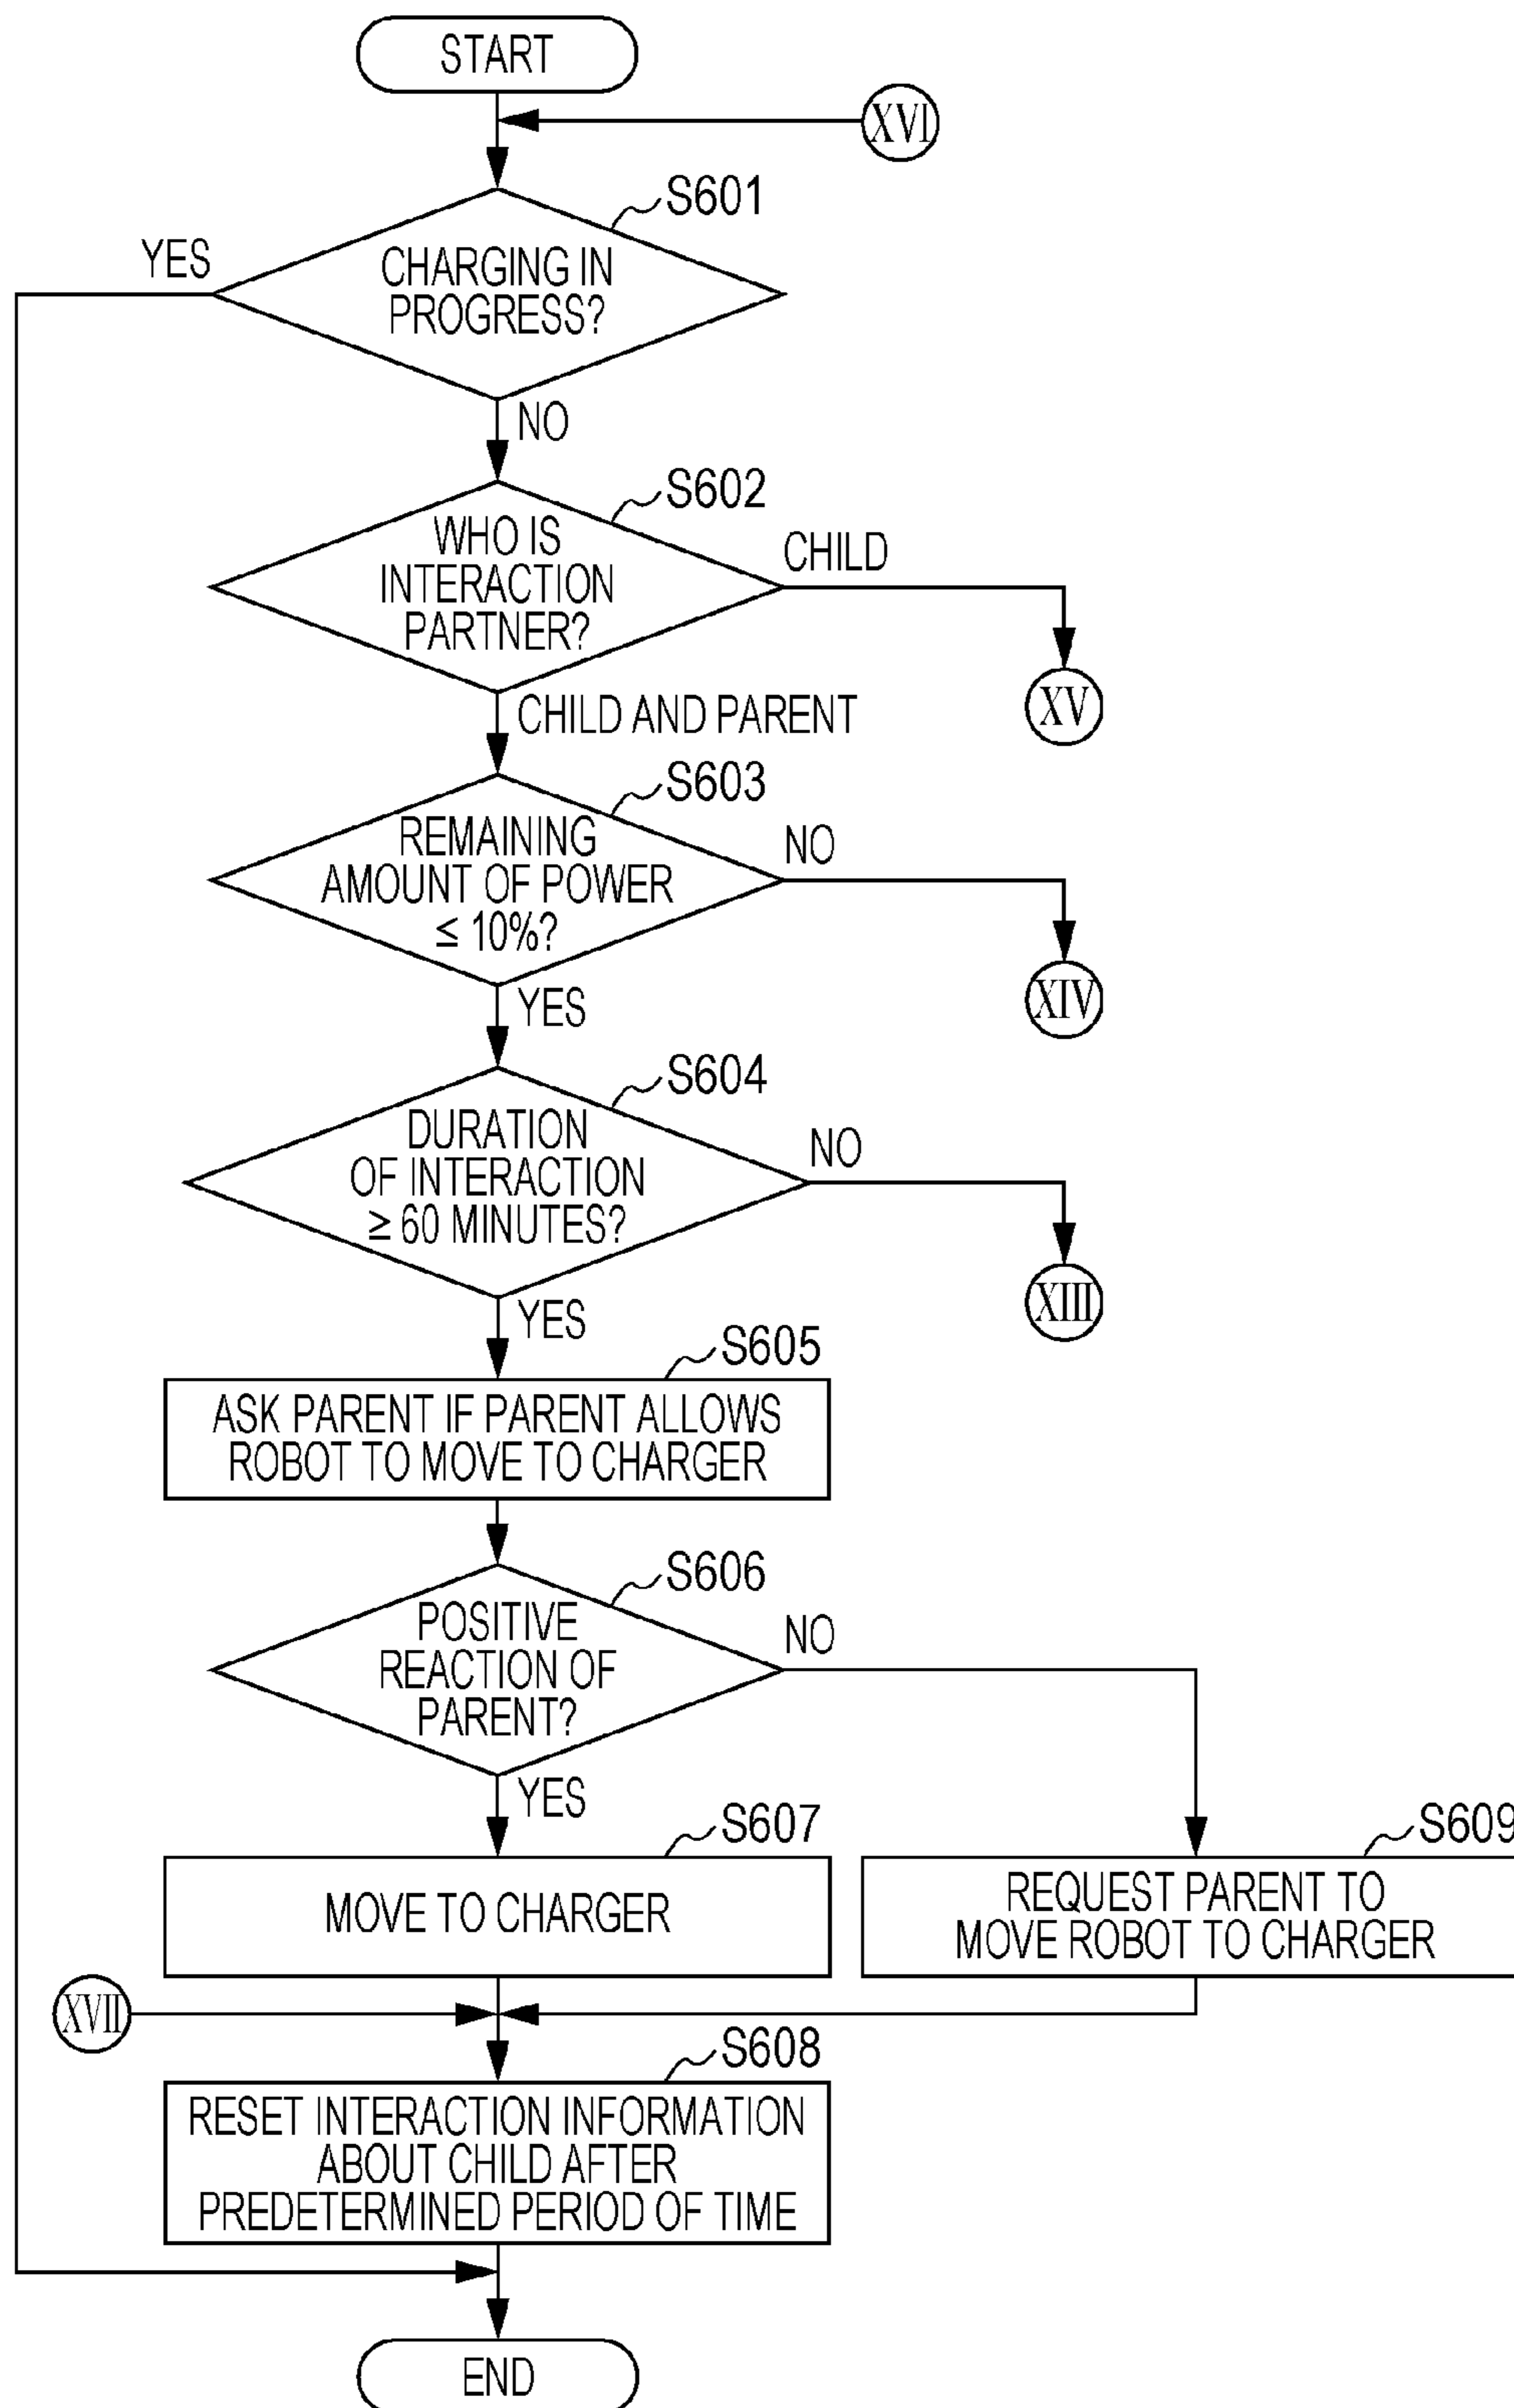 START
XVI
S601
YES
CHARGING IN
PROGRESS?
NO
S602
WHO IS
INTERACTION
PARTNER?
CHILD
XV
CHILD AND PARENT
S603
REMAINING
AMOUNT OF POWER
≤ 10%?
NO
XIV
YES
S604
DURATION
OF INTERACTION
≥ 60 MINUTES?
NO
XIII
YES
S605
ASK PARENT IF PARENT ALLOWS
ROBOT TO MOVE TO CHARGER
S606
POSITIVE
REACTION OF
PARENT?
NO
YES
S607
MOVE TO CHARGER
S609
REQUEST PARENT TO
MOVE ROBOT TO CHARGER
XVII
S608
RESET INTERACTION INFORMATION
ABOUT CHILD AFTER
PREDETERMINED PERIOD OF TIME
END